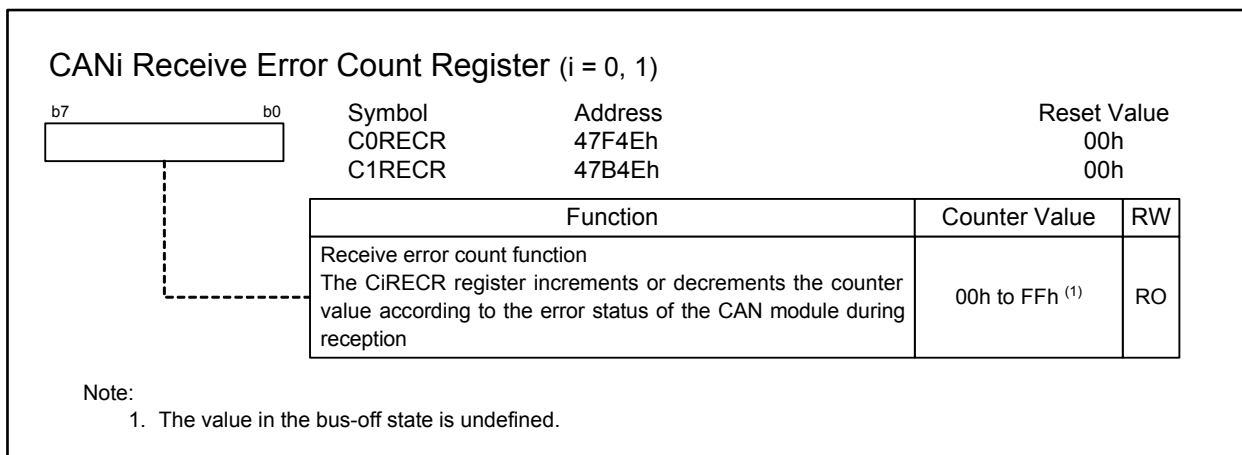 CANi Receive Error Count Register (i = 0, 1)
b7 b0 Symbol Address Reset Value
C0RECR 47F4Eh 00h
C1RECR 47B4Eh 00h
Function Counter Value RW
Receive error count function
The CiRECR register increments or decrements the counter
value according to the error status of the CAN module during
reception
00h to FFh (1) RO
Note:
1. The value in the bus-off state is undefined.